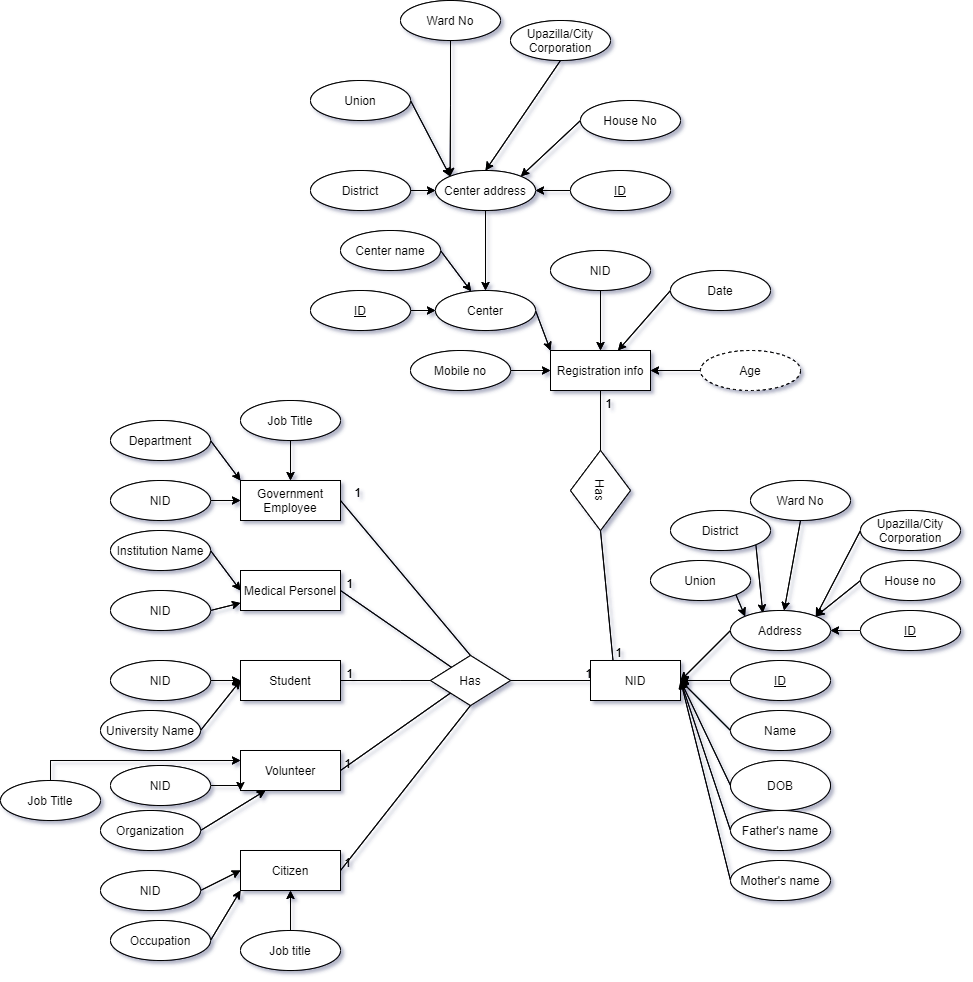 Ward No
Upazilla/City
Corporation
Union
House No
District
Center address
ID
Center name
NID
Date
ID
Center
Mobile no
Registration info
Age
1
Has
Job Title
Department
1
NID
Government
Employee
Institution Name
1
Medical Personel
NID
Ward No
District
Upazilla/City
Corporation
Union
House no
Address
ID
1
NID
Student
1
Has
1
NID
ID
University Name
Name
1
NID
Volunteer
DOB
Job Title
Organization
Father's name
1
Citizen
Mother's name
NID
Occupation
Job title